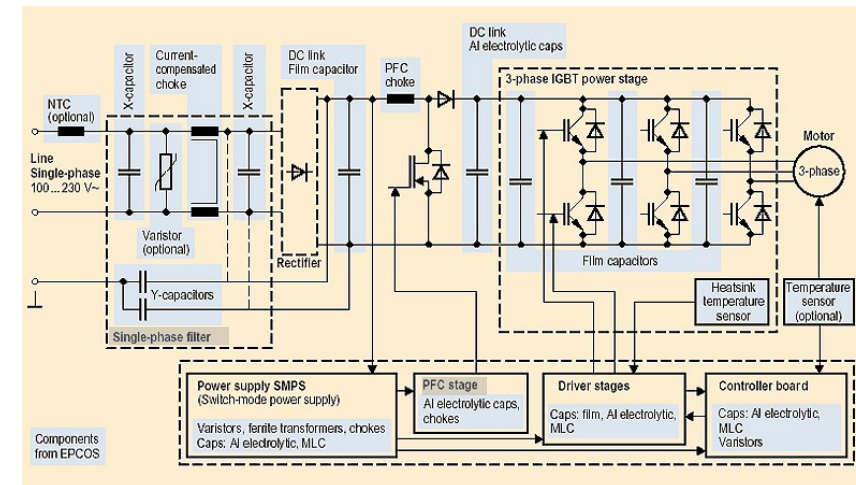 NTC
(optional)
X-capacitor
Current-
compensated
choke
X-capacitor
DC link
Film capacitor
PFC
choke
DC link
Al electrolytic caps
3-phase IGBT power stage
Motor
3-phase
Line
Single-phase
100 ... 230 V~
Varistor
(optional)
Rectifier
Y-capacitors
Single-phase filter
Film capacitors
Heatsink
temperature
sensor
Temperature
sensor
(optional)
Power supply SMPS
(Switch-mode power supply)
Varistors, ferrite transformers, chokes
Caps: Al electrolytic, MLC
PFC stage
Al electrolytic caps,
chokes
Driver stages
Caps: film, Al electrolytic,
MLC
Controller board
Caps: Al electrolytic,
MLC
Varistors
Components
from EPCOS